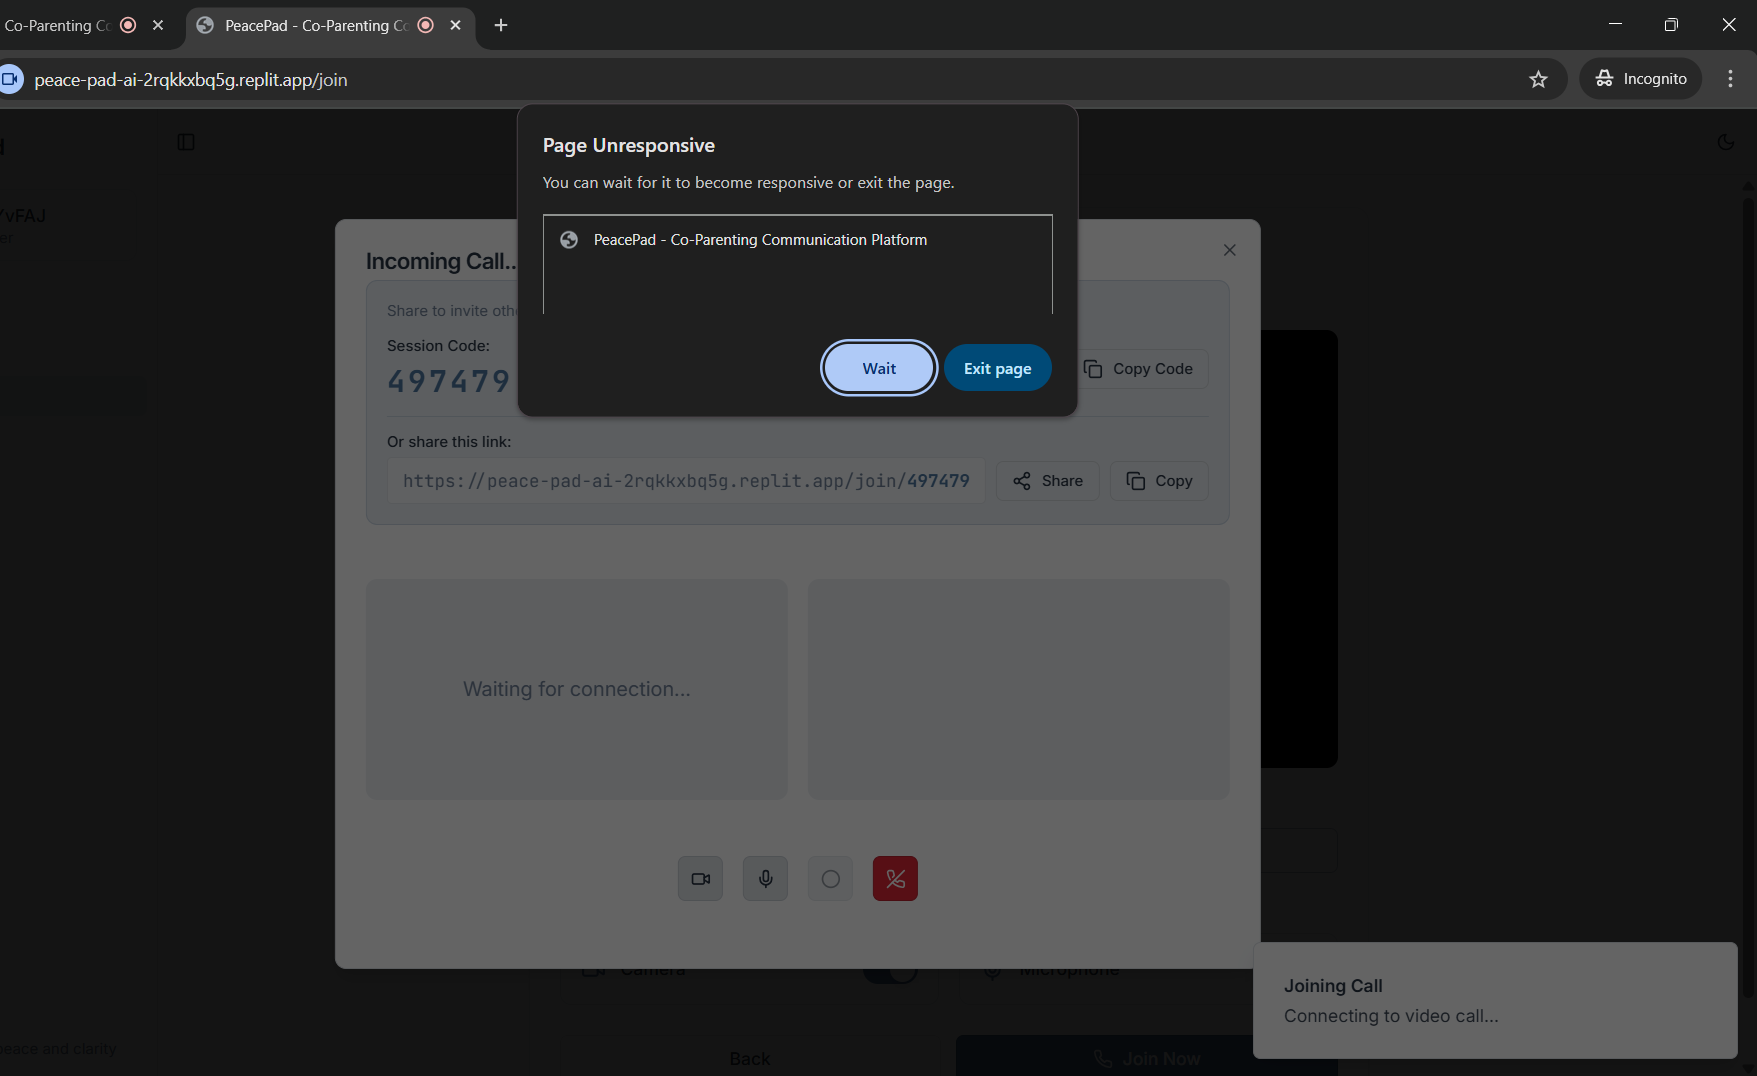 Co-Parenting Co
PeacePad - Co-Parenting Co
peace-pad-ai-2rqkkxbq5g.replit.app/join
Incognito
Page Unresponsive
You can wait for it to become responsive or exit the page.
PeacePad - Co-Parenting Communication Platform
Wait
Exit page
YvFAJ
er
Incoming Call..
Share to invite oth
Session Code:
497479
Copy Code
Or share this link:
https://peace-pad-ai-2rqkkxbq5g.replit.app/join/497479
Share
Copy
Waiting for connection...
Camera
Microphone
Joining Call
Connecting to video call...
peace and clarity
Back
Join Now